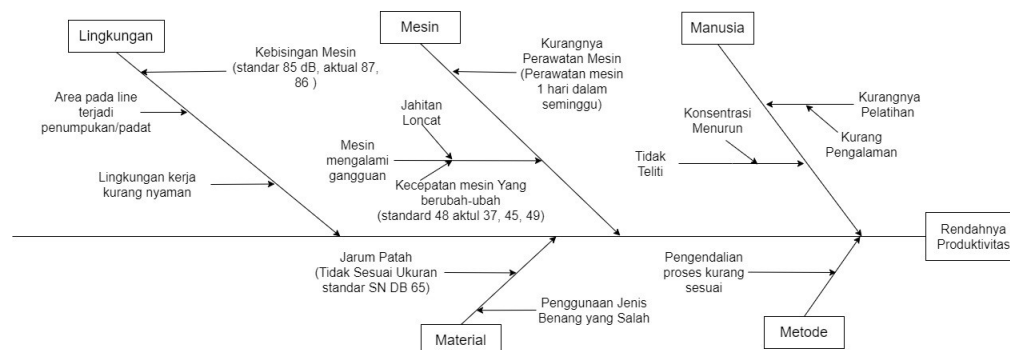 Lingkungan
Kebisingan Mesin
(standar 85 dB, aktual 87,
86 )
Area pada line
terjadi
penumpukan/padat
Lingkungan kerja
kurang nyaman
Mesin
Kurangnya
Perawatan Mesin
(Perawatan mesin
1 hari dalam
seminggu)
Jahitan
Loncat
Mesin
mengalami
gangguan
Kecepatan mesin Yang
berubah-ubah
(standard 48 aktul 37, 45, 49)
Manusia
Kurangnya
Pelatihan
Kurang
Pengalaman
Konsentrasi
Menurun
Tidak
Teliti
Rendahnya
Produktivitas
Jarum Patah
(Tidak Sesuai Ukuran
standar SN DB 65)
Penggunaan Jenis
Benang yang Salah
Material
Pengendalian
proses kurang
sesuai
Metode